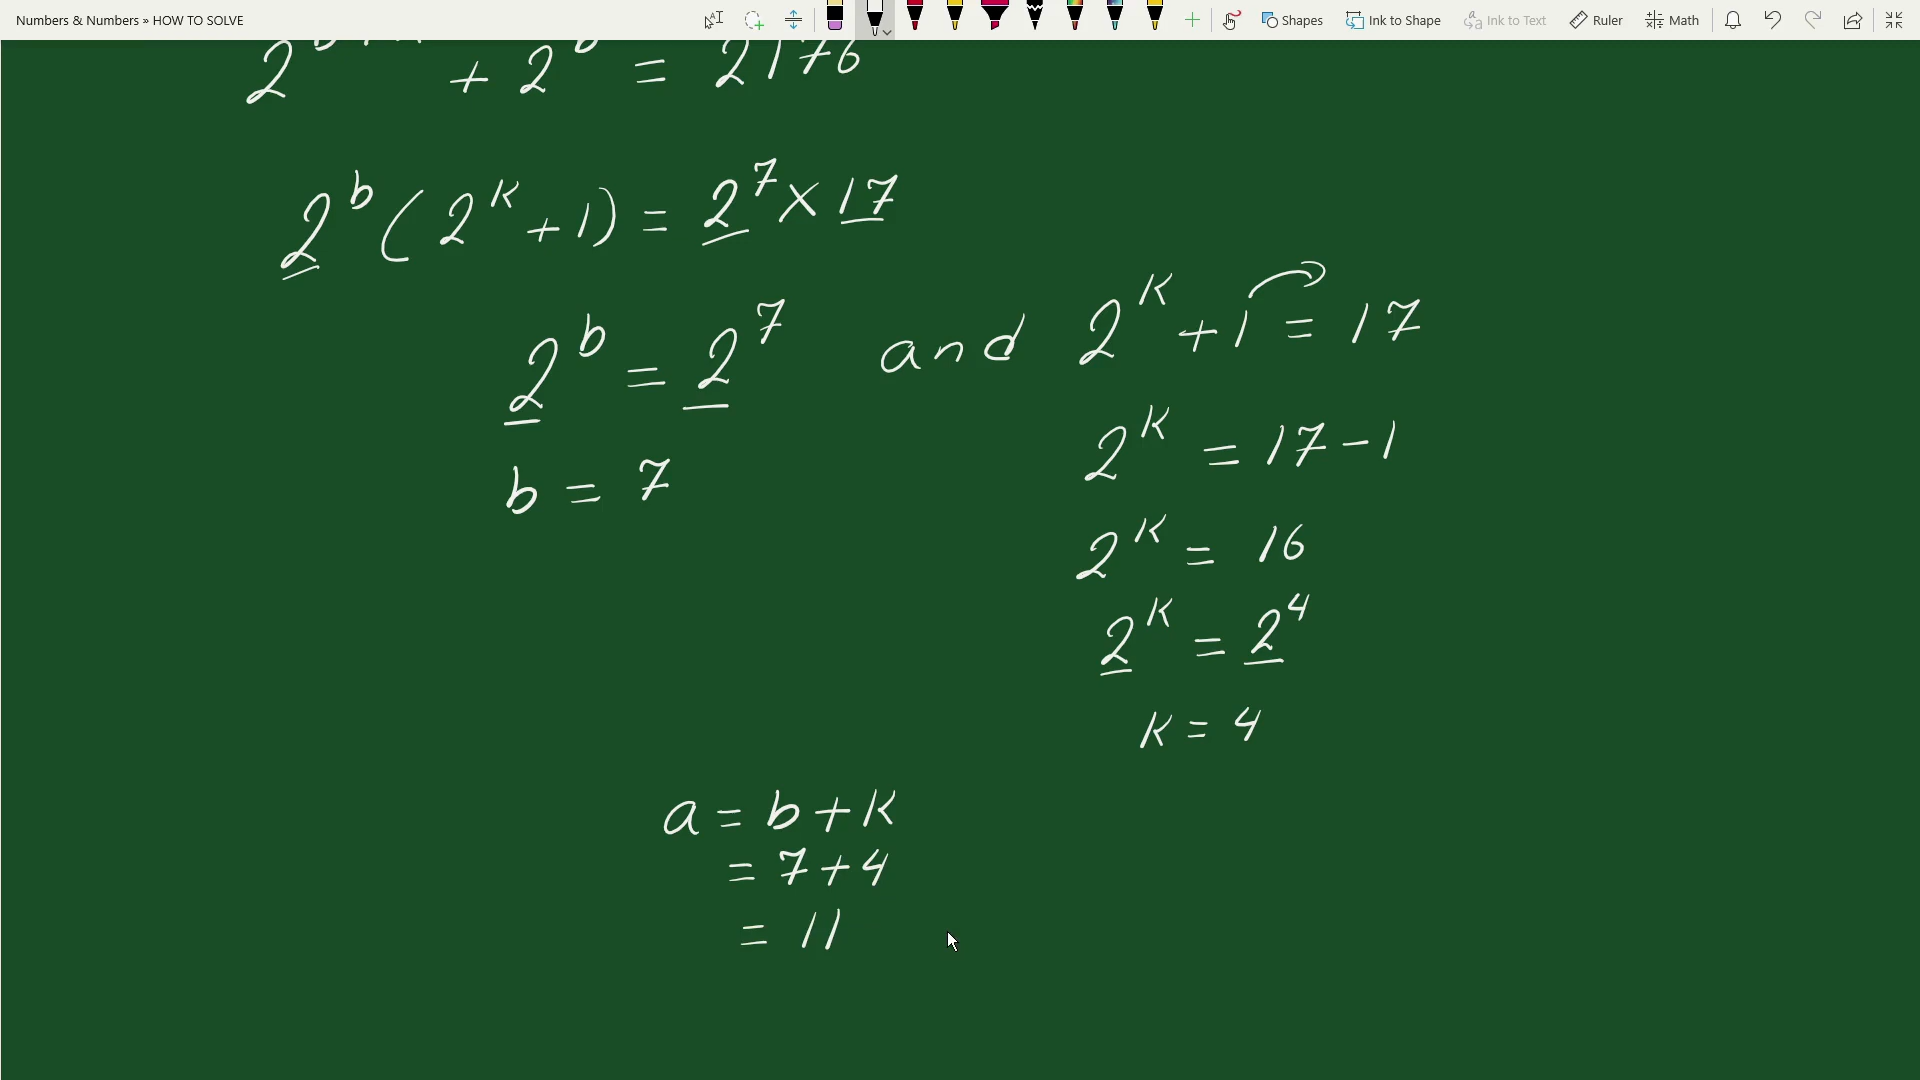 Numbers & Numbers » HOW TO SOLVE
Shapes Ink to Shape Ink to Text Ruler Math
2 + 2^b = 2176
2^b (2^k + 1) = 2^7 × 17
2^b = 2^7 and 2^k + 1 = 17
b = 7
2^k = 17 - 1
2^k = 16
2^k = 2^4
k = 4
a = b + k
= 7 + 4
= 11